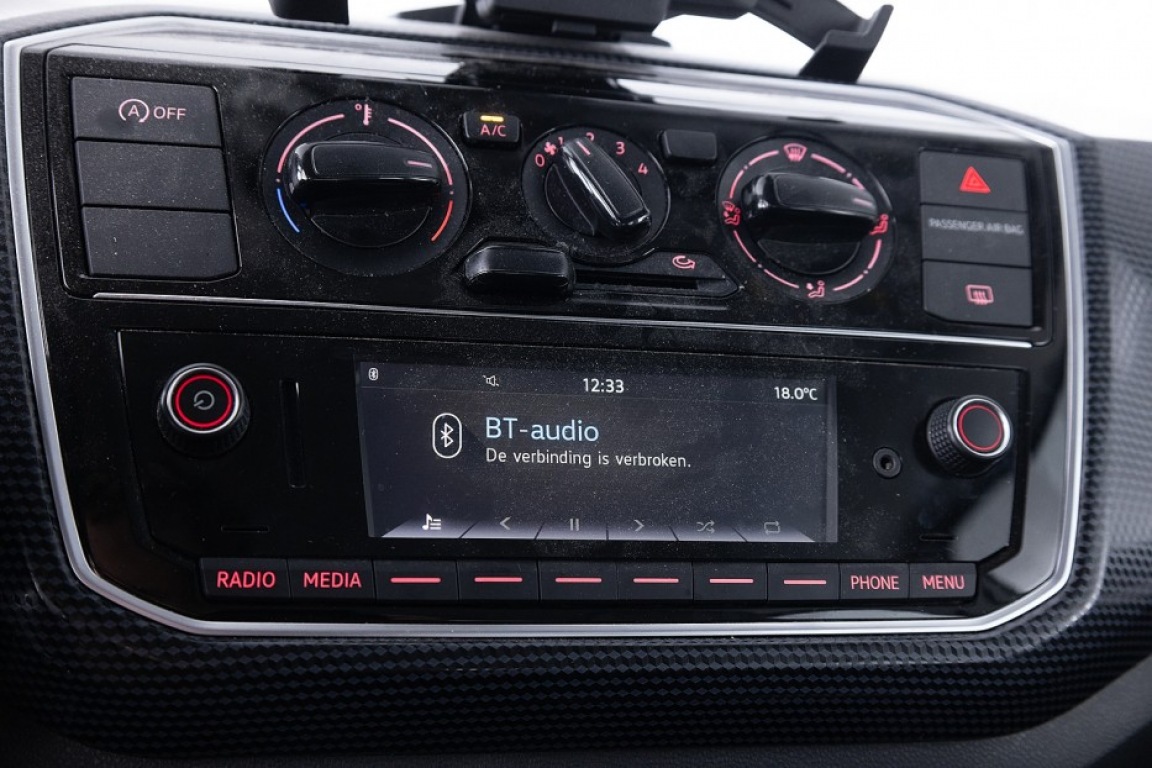 A OFF
A/C
0 1 2 3 4
PASSENGER AIR BAG
12:33
18.0°C
BT-audio
De verbinding is verbroken.
RADIO MEDIA PHONE MENU